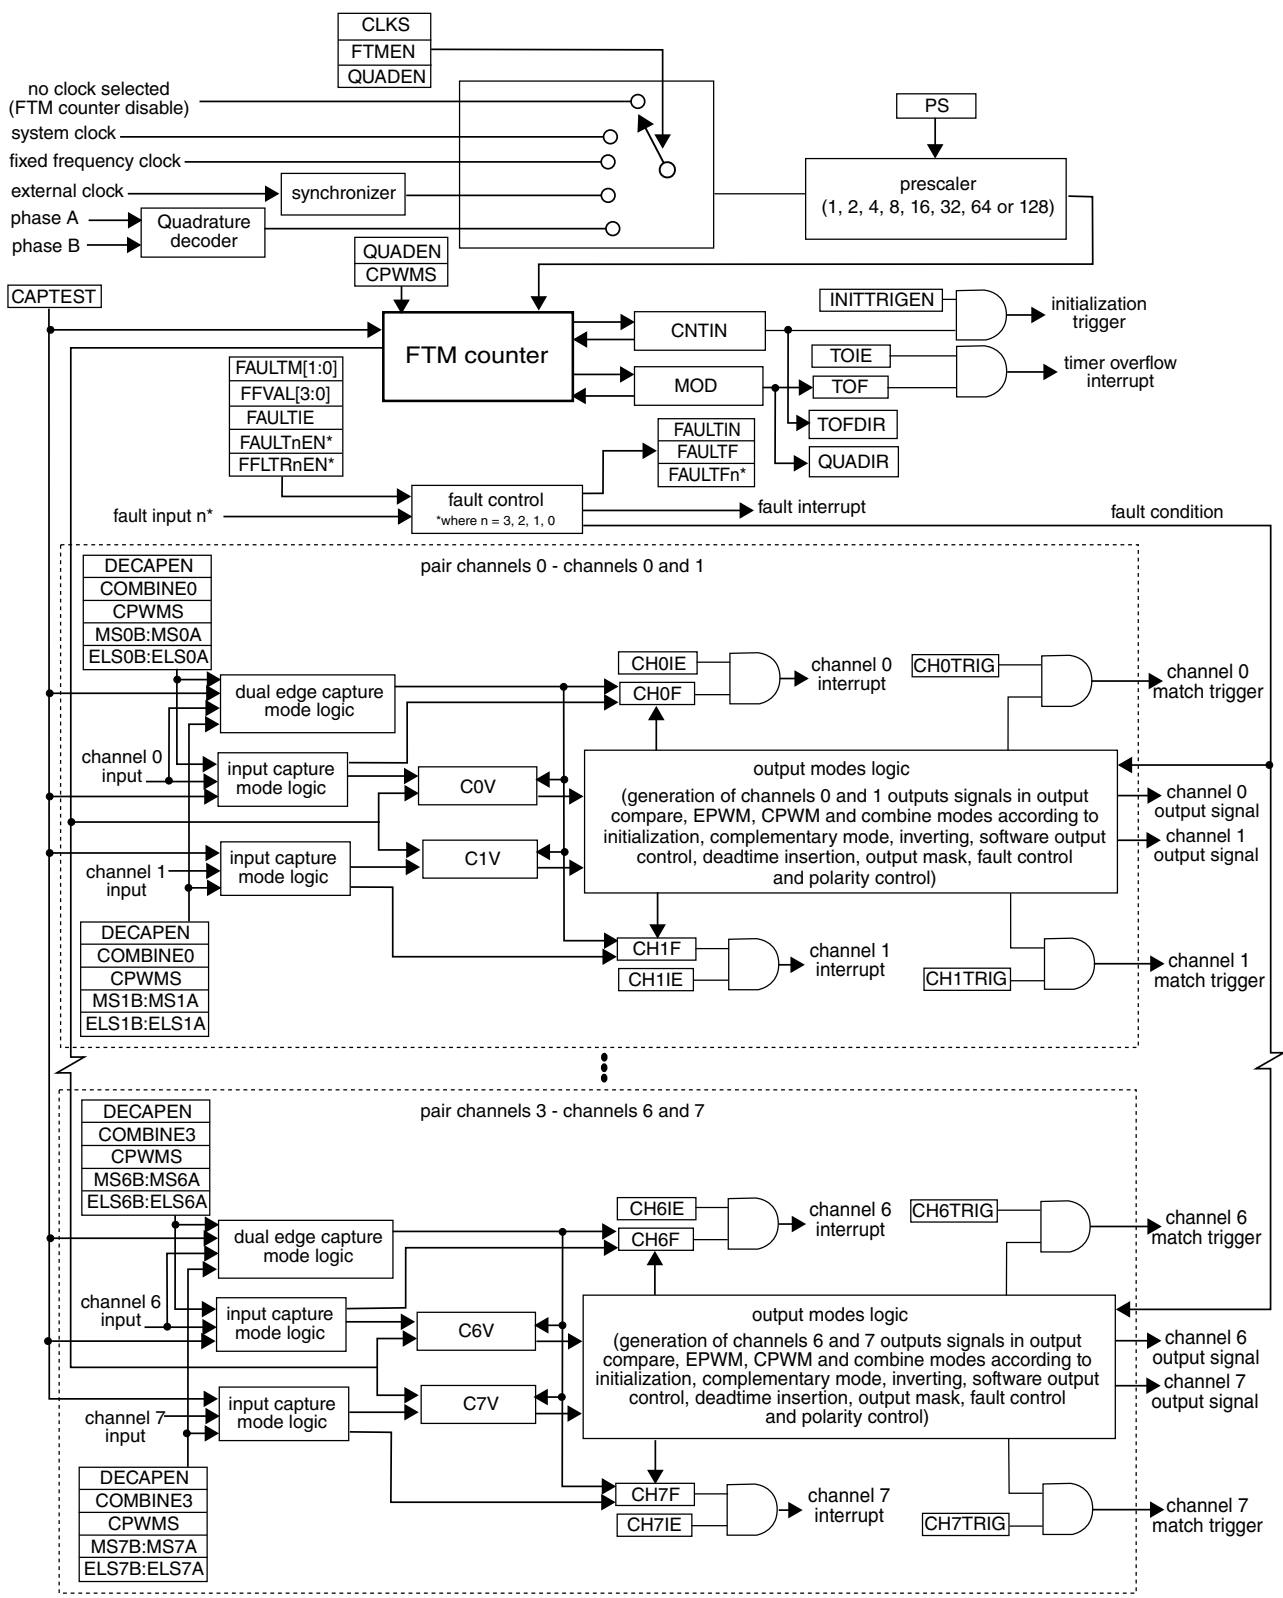 CLKS
FTMEN
QUADEN
no clock selected
(FTM counter disable)
system clock
fixed frequency clock
external clock
synchronizer
phase A
phase B
Quadrature
decoder
PS
prescaler
(1, 2, 4, 8, 16, 32, 64 or 128)
QUADEN
CPWMS
CAPTEST
FTM counter
CNTIN
MOD
INITTRIGEN
initialization
trigger
TOIE
TOF
timer overflow
interrupt
TOFDIR
QUADIR
FAULTM[1:0]
FFVAL[3:0]
FAULTIE
FAULTnEN*
FFLTRnEN*
FAULTIN
FAULTF
FAULTFn*
fault input n*
fault control
*where n = 3, 2, 1, 0
fault interrupt
fault condition
pair channels 0 - channels 0 and 1
DECAPEN
COMBINE0
CPWMS
MS0B:MS0A
ELS0B:ELS0A
dual edge capture
mode logic
CH0IE
CH0F
channel 0
interrupt
CH0TRIG
channel 0
match trigger
channel 0
input
input capture
mode logic
C0V
output modes logic
(generation of channels 0 and 1 outputs signals in output
compare, EPWM, CPWM and combine modes according to
initialization, complementary mode, inverting, software output
control, deadtime insertion, output mask, fault control
and polarity control)
channel 0
output signal
channel 1
output signal
channel 1
input
input capture
mode logic
C1V
DECAPEN
COMBINE0
CPWMS
MS1B:MS1A
ELS1B:ELS1A
CH1F
CH1IE
channel 1
interrupt
CH1TRIG
channel 1
match trigger
pair channels 3 - channels 6 and 7
DECAPEN
COMBINE3
CPWMS
MS6B:MS6A
ELS6B:ELS6A
dual edge capture
mode logic
CH6IE
CH6F
channel 6
interrupt
CH6TRIG
channel 6
match trigger
channel 6
input
input capture
mode logic
C6V
output modes logic
(generation of channels 6 and 7 outputs signals in output
compare, EPWM, CPWM and combine modes according to
initialization, complementary mode, inverting, software output
control, deadtime insertion, output mask, fault control
and polarity control)
channel 6
output signal
channel 7
output signal
channel 7
input
input capture
mode logic
C7V
DECAPEN
COMBINE3
CPWMS
MS7B:MS7A
ELS7B:ELS7A
CH7F
CH7IE
channel 7
interrupt
CH7TRIG
channel 7
match trigger